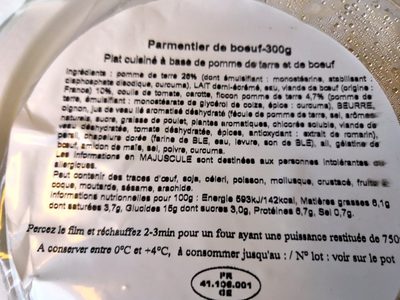 Parmentier de boeuf-300g
Plat cuisiné à base de pomme de terre et de boeuf
Ingrédients : pomme de terre 28% (dont émulsifiant : monostéarine, stabilisant :
diphosphate disodique, curcuma), LAIT demi-écrémé, eau, viande de bœuf (origine :
France) 10%, coulis de tomate, carotte, flocon pomme de terre 4,7% (pomme de
terre, émulsifiant : monostéarate de glycérol de colza, épice : curcuma), BEURRE,
jus de veau lié aromatisé déshydraté (fécule de pomme de terre, sel, arômes
naturels, sucre, graisse de poulet, plantes aromatiques, chicorée soluble, viande de
veau déshydratée, tomate déshydratée, épices, antioxydant : extrait de romarin),
persil, chapelure dorée (farine de BLE, eau, levure, son de BLE), ail, gélatine de
bœuf, amidon de maïs, sel, poivre, curcuma.
Les informations en MAJUSCULE sont destinées aux personnes intolérantes ou
allergiques.
Peut contenir des traces d'œuf, soja, céleri, poisson, mollusque, crustacé, fruits à
coque, moutarde, sésame, arachide.
Informations nutritionnelles pour 100g : Energie 593kJ/142kcal, Matières grasses 6,1g
dont saturées 3,7g, Glucides 15g dont sucres 3,0g, Protéines 6,7g, Sel 0,7g.
Percez le film et réchauffez 2-3min pour un four ayant une puissance restituée de 750
A conserver entre 0°C et +4°C, à consommer jusqu'au : / N° lot : voir sur le pot
FR
41.106.001
CE